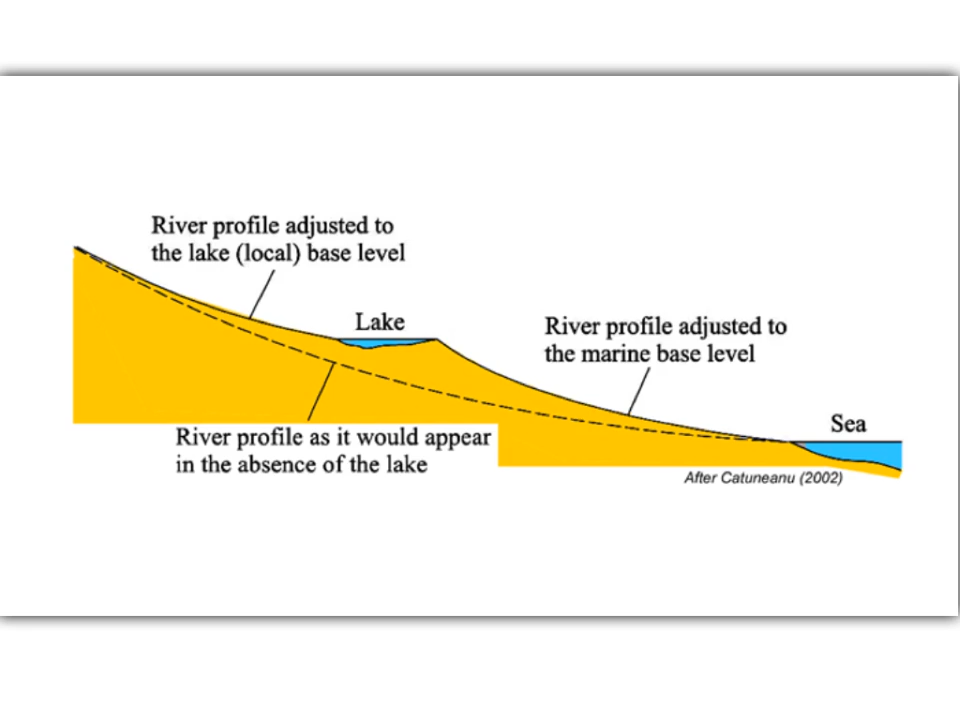 River profile adjusted to
the lake (local) base level
Lake
River profile adjusted to
the marine base level
Sea
River profile as it would appear
in the absence of the lake
After Catuneanu (2002)